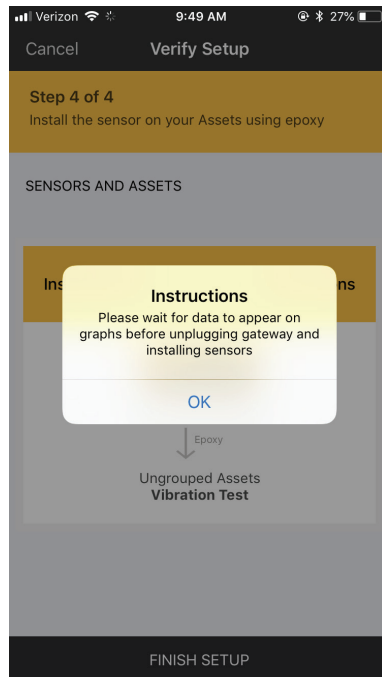 Verizon 9:49 AM 27%
Cancel Verify Setup
Step 4 of 4
Install the sensor on your Assets using epoxy
SENSORS AND ASSETS
Instructions
Please wait for data to appear on
graphs before unplugging gateway and
installing sensors
OK
Epoxy
Ungrouped Assets
Vibration Test
FINISH SETUP